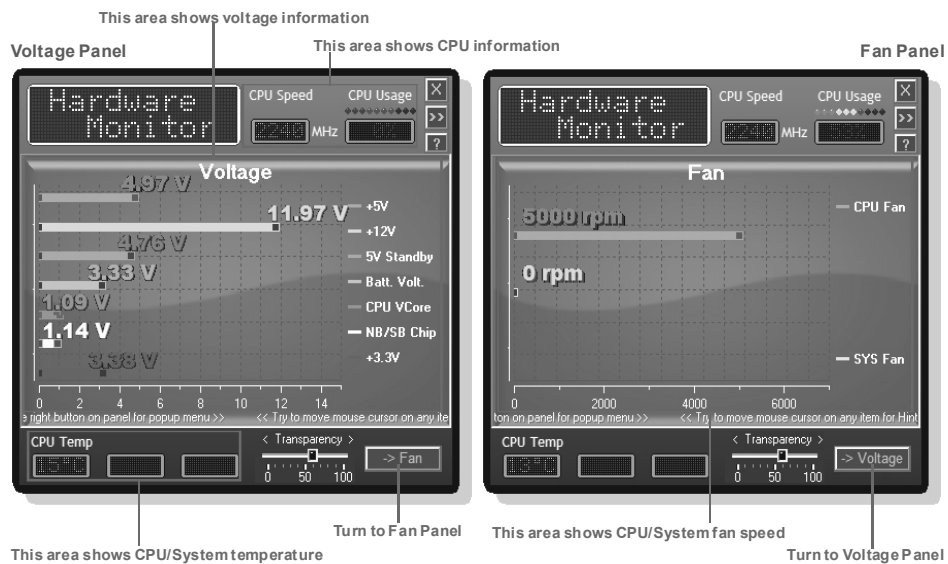 This area shows voltage information
Voltage Panel
This area shows CPU information
Fan Panel
Hardware
Monitor
CPU Speed
2240 MHz
CPU Usage
X
>>
?
Voltage
4.97 V
11.97 V
4.76 V
3.33 V
1.09 V
1.14 V
3.38 V
+5V
+12V
5V Standby
Batt. Volt.
CPU VCore
NB/SB Chip
+3.3V
0 2 4 6 8 10 12 14
e right button on panel for popup menu >> << Try to move mouse cursor on any ite
CPU Temp
15°C
< Transparency >
0 50 100
-> Fan
Hardware
Monitor
CPU Speed
2240 MHz
CPU Usage
X
>>
?
Fan
5000 rpm
0 rpm
CPU Fan
SYS Fan
0 2000 4000 6000
ton on panel for popup menu >> << Try to move mouse cursor on any item for Hint
CPU Temp
13°C
< Transparency >
0 50 100
-> Voltage
Turn to Fan Panel
This area shows CPU/System fan speed
This area shows CPU/System temperature
Turn to Voltage Panel